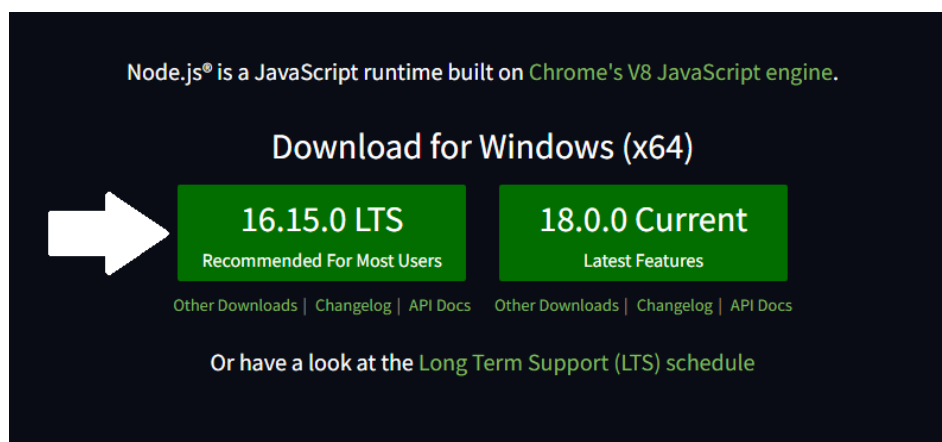 Node.js® is a JavaScript runtime built on Chrome's V8 JavaScript engine.
Download for Windows (x64)
16.15.0 LTS
Recommended For Most Users
18.0.0 Current
Latest Features
Other Downloads | Changelog | API Docs
Other Downloads | Changelog | API Docs
Or have a look at the Long Term Support (LTS) schedule